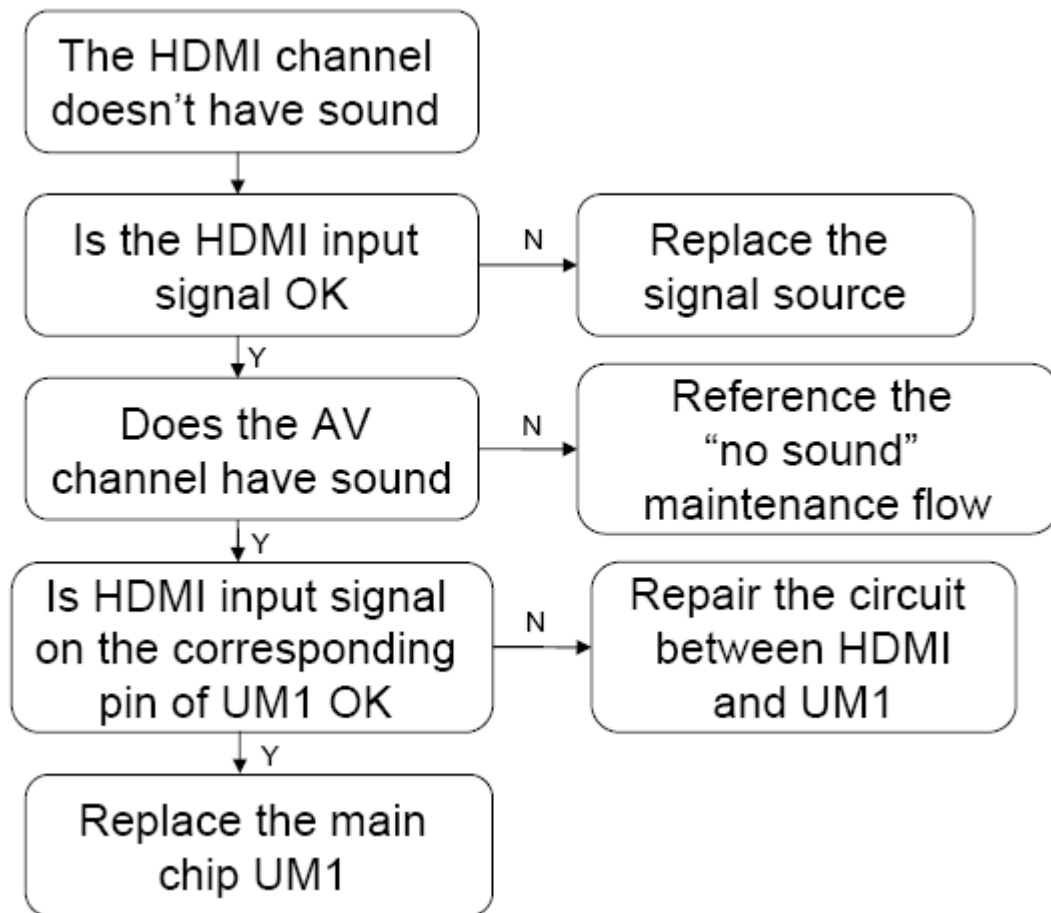 The HDMI channel
doesn't have sound
Is the HDMI input
signal OK
N
Replace the
signal source
Y
Does the AV
channel have sound
N
Reference the
“no sound”
maintenance flow
Y
Is HDMI input signal
on the corresponding
pin of UM1 OK
N
Repair the circuit
between HDMI
and UM1
Y
Replace the main
chip UM1